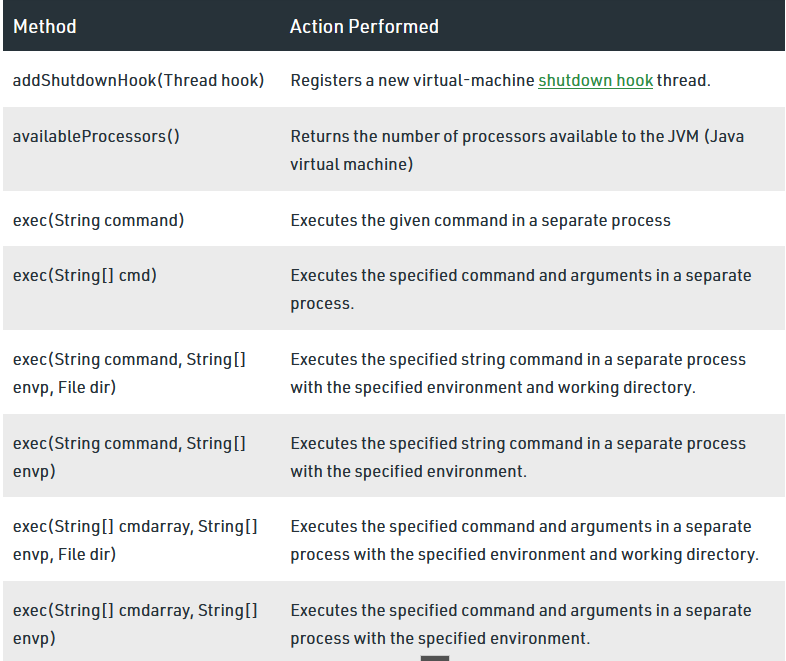 Method Action Performed
addShutdownHook(Thread hook) Registers a new virtual-machine shutdown hook thread.
availableProcessors() Returns the number of processors available to the JVM (Java
virtual machine)
exec(String command) Executes the given command in a separate process
exec(String[] cmd) Executes the specified command and arguments in a separate
process.
exec(String command, String[] Executes the specified string command in a separate process
envp, File dir) with the specified environment and working directory.
exec(String command, String[] Executes the specified string command in a separate process
envp) with the specified environment.
exec(String[] cmdarray, String[] Executes the specified command and arguments in a separate
envp, File dir) process with the specified environment and working directory.
exec(String[] cmdarray, String[] Executes the specified command and arguments in a separate
envp) process with the specified environment.